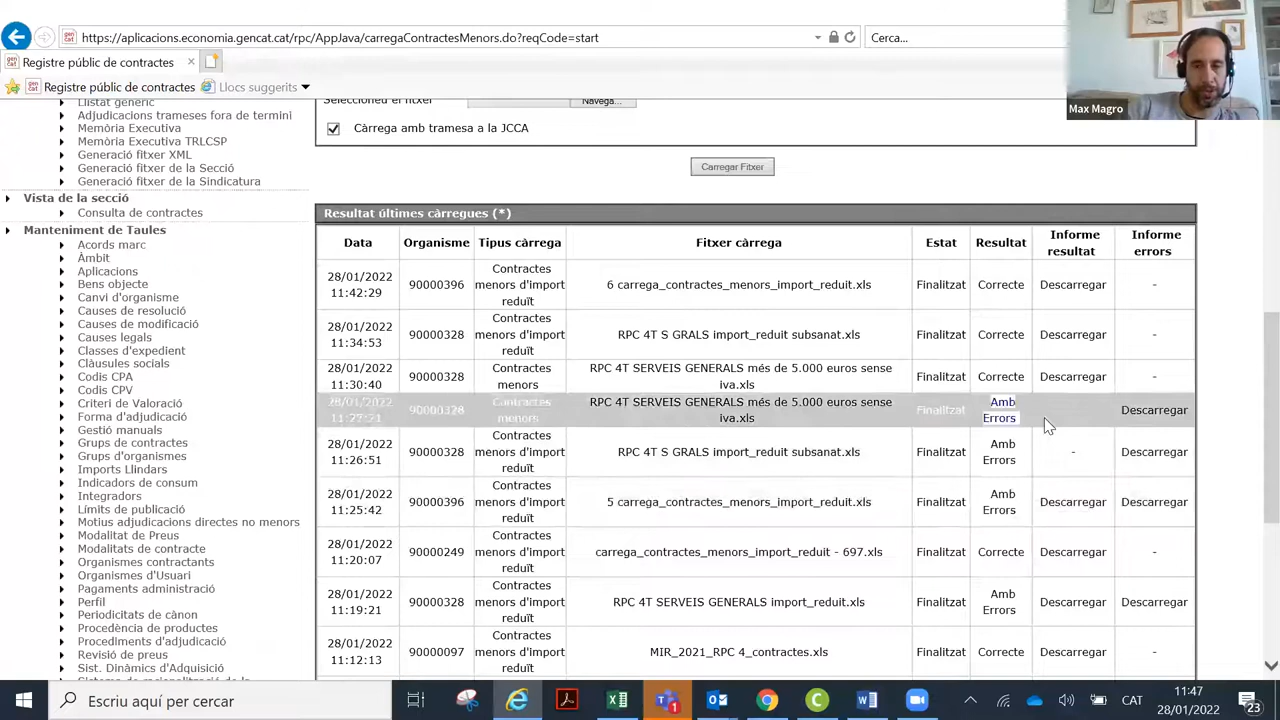 https://aplicacions.economia.gencat.cat/rpc/AppJava/carregaContractesMenors.do?reqCode=start
Cerca...
Registre públic de contractes
Registre públic de contractes
Llocs suggerits
Max Magro
Llistat genèric
Adjudicacions trameses fora de termini
Memòria Executiva
Memòria Executiva TRLCSP
Generació fitxer XML
Generació fitxer de la Secció
Generació fitxer de la Sindicatura
Vista de la secció
Consulta de contractes
Manteniment de Taules
Acords marc
Àmbit
Aplicacions
Bens objecte
Canvi d'organisme
Causes de resolució
Causes de modificació
Causes legals
Classes d'expedient
Clàusules socials
Codis CPA
Codis CPV
Criteri de Valoració
Forma d'adjudicació
Gestió manuals
Grups de contractes
Grups d'organismes
Imports Llindars
Indicadors de consum
Integradors
Límits de publicació
Motius adjudicacions directes no menors
Modalitat de Preus
Modalitats de contracte
Organismes contractants
Organismes d'Usuari
Pagaments administració
Perfil
Periodicitats de cànon
Procedència de productes
Procediments d'adjudicació
Revisió de preus
Sist. Dinàmics d'Adquisició
Seleccioneu el fitxer
Navega...
Càrrega amb tramesa a la JCCA
Carregar Fitxer
Resultat últimes càrregues (*)
Data Organisme Tipus càrrega Fitxer càrrega Estat Resultat Informe resultat Informe errors
28/01/2022 11:42:29 90000396 Contractes menors d'import reduït 6 carrega_contractes_menors_import_reduit.xls Finalitzat Correcte Descarregar -
28/01/2022 11:34:53 90000328 Contractes menors d'import reduït RPC 4T S GRALS import_reduit subsanat.xls Finalitzat Correcte Descarregar -
28/01/2022 11:30:40 90000328 Contractes menors RPC 4T SERVEIS GENERALS més de 5.000 euros sense iva.xls Finalitzat Correcte Descarregar -
28/01/2022 11:27:21 90000328 Contractes menors RPC 4T SERVEIS GENERALS més de 5.000 euros sense iva.xls Finalitzat Amb Errors Descarregar
28/01/2022 11:26:51 90000328 Contractes menors d'import reduït RPC 4T S GRALS import_reduit subsanat.xls Finalitzat Amb Errors - Descarregar
28/01/2022 11:25:42 90000396 Contractes menors d'import reduït 5 carrega_contractes_menors_import_reduit.xls Finalitzat Amb Errors Descarregar Descarregar
28/01/2022 11:20:07 90000249 Contractes menors d'import reduït carrega_contractes_menors_import_reduit - 697.xls Finalitzat Correcte Descarregar -
28/01/2022 11:19:21 90000328 Contractes menors d'import reduït RPC 4T SERVEIS GENERALS import_reduit.xls Finalitzat Amb Errors Descarregar Descarregar
28/01/2022 11:12:13 90000097 Contractes menors d'import reduït MIR_2021_RPC 4_contractes.xls Finalitzat Correcte Descarregar -
Escriu aquí per cercar
CAT
11:47
28/01/2022
23